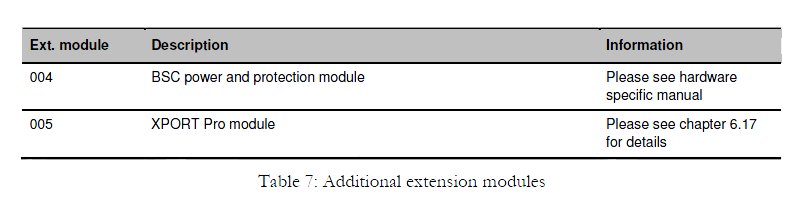 Ext. module Description Information
004 BSC power and protection module Please see hardware
specific manual
005 XPORT Pro module Please see chapter 6.17
for details
Table 7: Additional extension modules